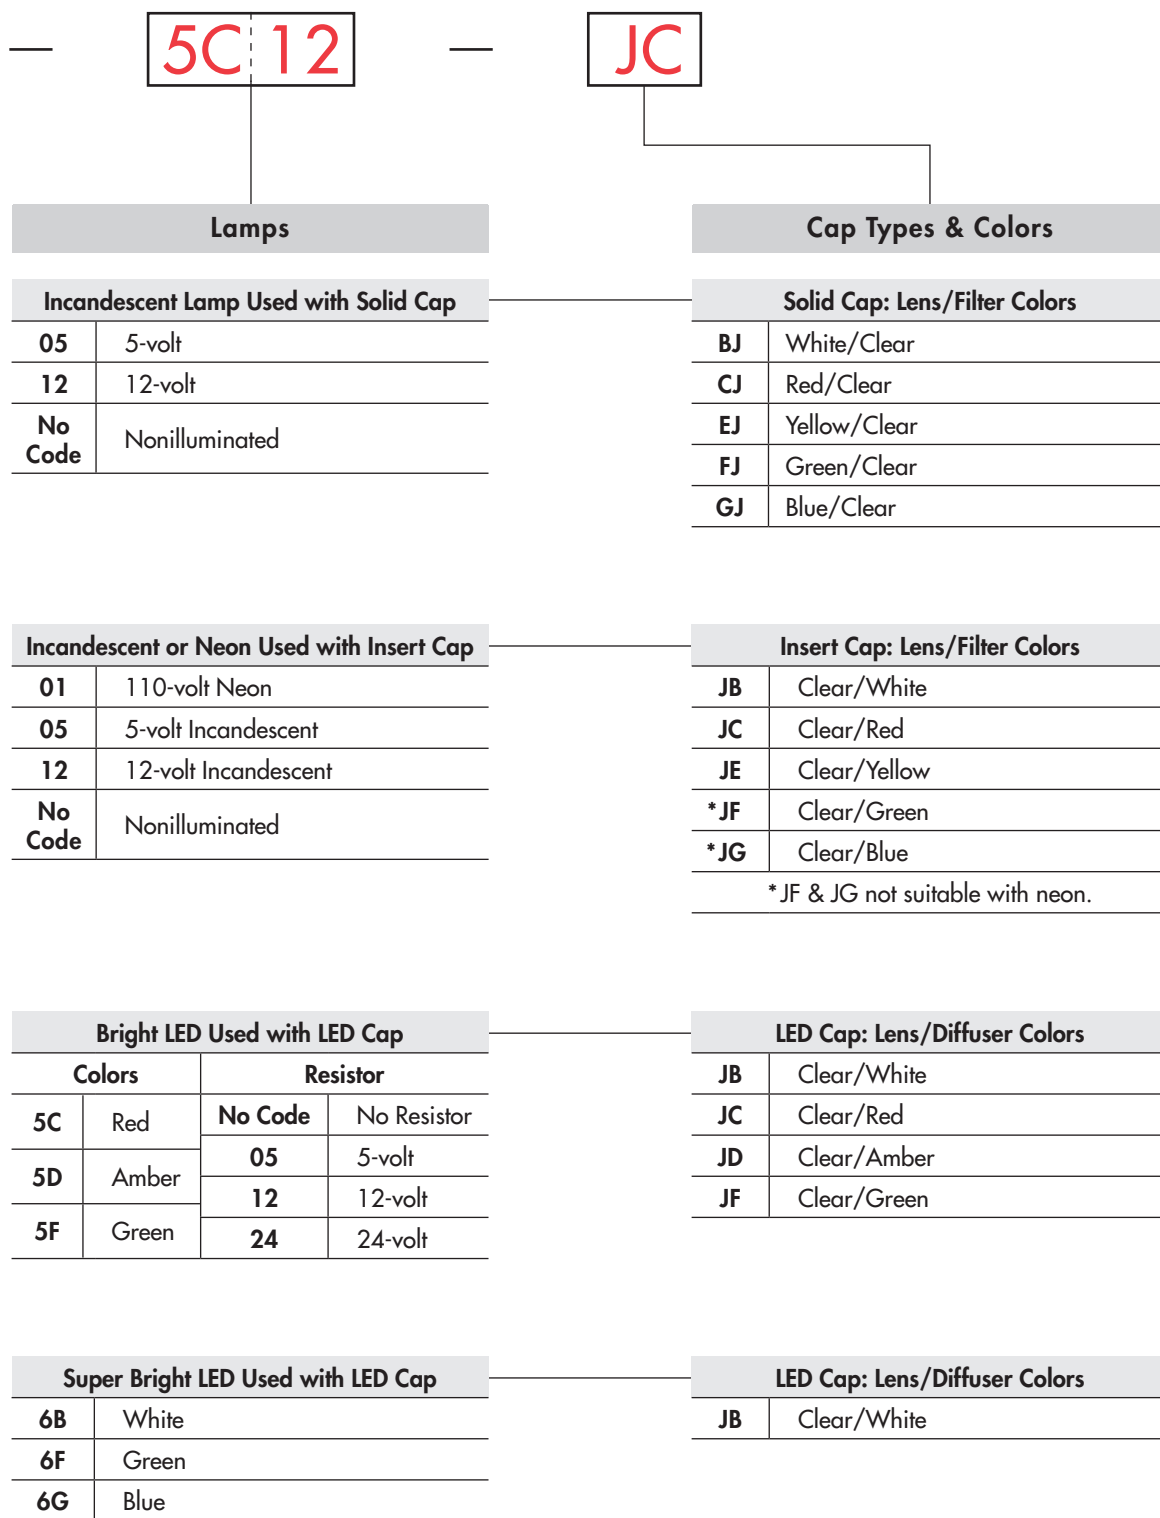 — 5C 12 — JC
Lamps
Cap Types & Colors
Incandescent Lamp Used with Solid Cap
05 5-volt
12 12-volt
No Code Nonilluminated
Solid Cap: Lens/Filter Colors
BJ White/Clear
CJ Red/Clear
EJ Yellow/Clear
FJ Green/Clear
GJ Blue/Clear
Incandescent or Neon Used with Insert Cap
01 110-volt Neon
05 5-volt Incandescent
12 12-volt Incandescent
No Code Nonilluminated
Insert Cap: Lens/Filter Colors
JB Clear/White
JC Clear/Red
JE Clear/Yellow
*JF Clear/Green
*JG Clear/Blue
*JF & JG not suitable with neon.
Bright LED Used with LED Cap
Colors Resistor
5C Red
5D Amber
5F Green
No Code No Resistor
05 5-volt
12 12-volt
24 24-volt
LED Cap: Lens/Diffuser Colors
JB Clear/White
JC Clear/Red
JD Clear/Amber
JF Clear/Green
Super Bright LED Used with LED Cap
6B White
6F Green
6G Blue
LED Cap: Lens/Diffuser Colors
JB Clear/White